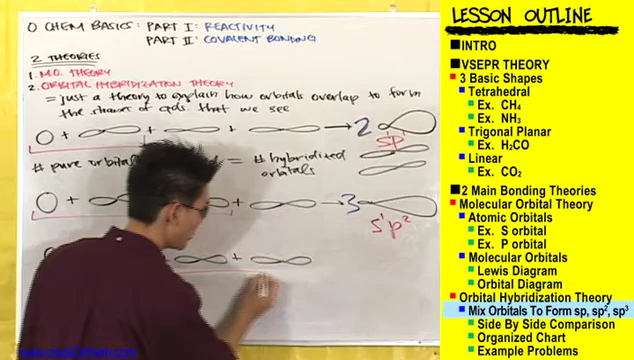 O CHEM BASICS: PART I: REACTIVITY
PART II: COVALENT BONDING
2 THEORIES
1. M.O. THEORY
2. ORBITAL HYBRIDIZATION THEORY
= just a theory to explain how orbitals overlap to form
the shapes of cpds. that we see
+ + + → 2
sp
# pure orbitals = # hybridized
orbitals
+ + + → 3
s¹p²
+
LESSON OUTLINE
INTRO
VSEPR THEORY
3 Basic Shapes
Tetrahedral
Ex. CH₄
Ex. NH₃
Trigonal Planar
Ex. H₂CO
Linear
Ex. CO₂
2 Main Bonding Theories
Molecular Orbital Theory
Atomic Orbitals
Ex. S orbital
Ex. P orbital
Molecular Orbitals
Lewis Diagram
Orbital Diagram
Orbital Hybridization Theory
Mix Orbitals To Form sp, sp², sp³
Side By Side Comparison
Organized Chart
Example Problems